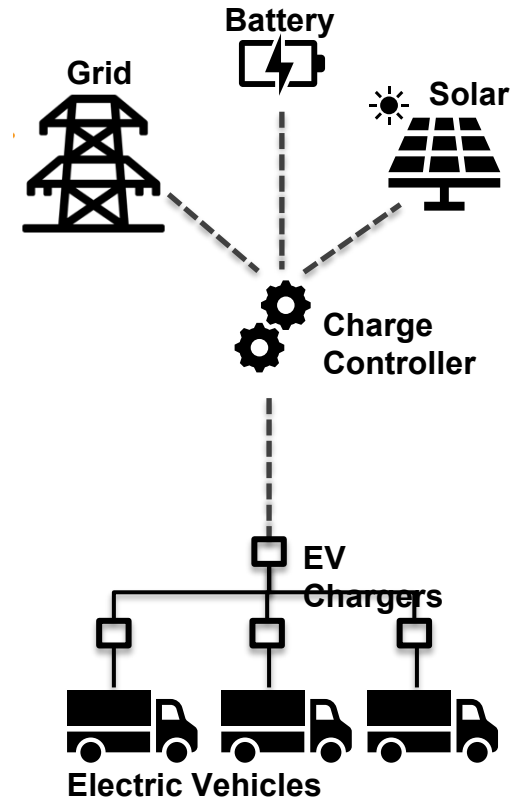 Battery
Grid
Solar
Charge
Controller
EV
Chargers
Electric Vehicles